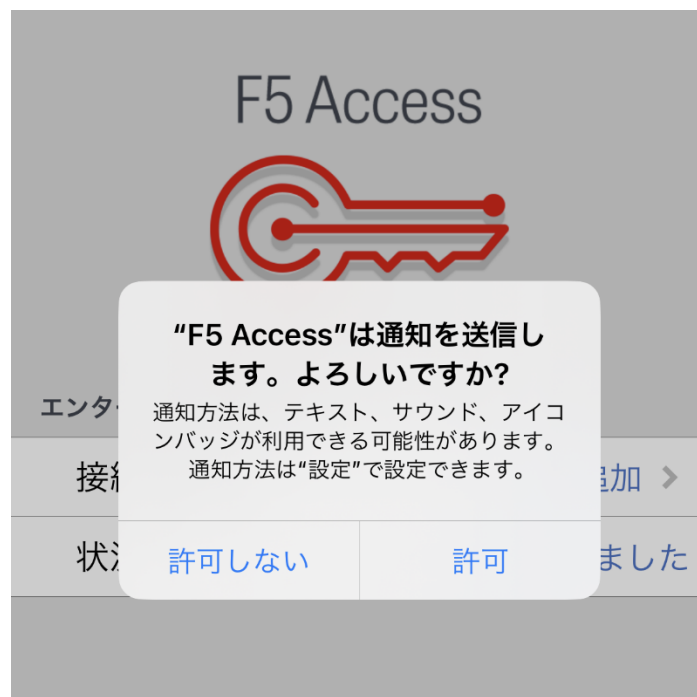 F5 Access
“F5 Access”は通知を送信し
ます。よろしいですか?
通知方法は、テキスト、サウンド、アイコ
ンバッジが利用できる可能性があります。
通知方法は“設定”で設定できます。
エンター
接続
追加
状況
ました
許可しない
許可